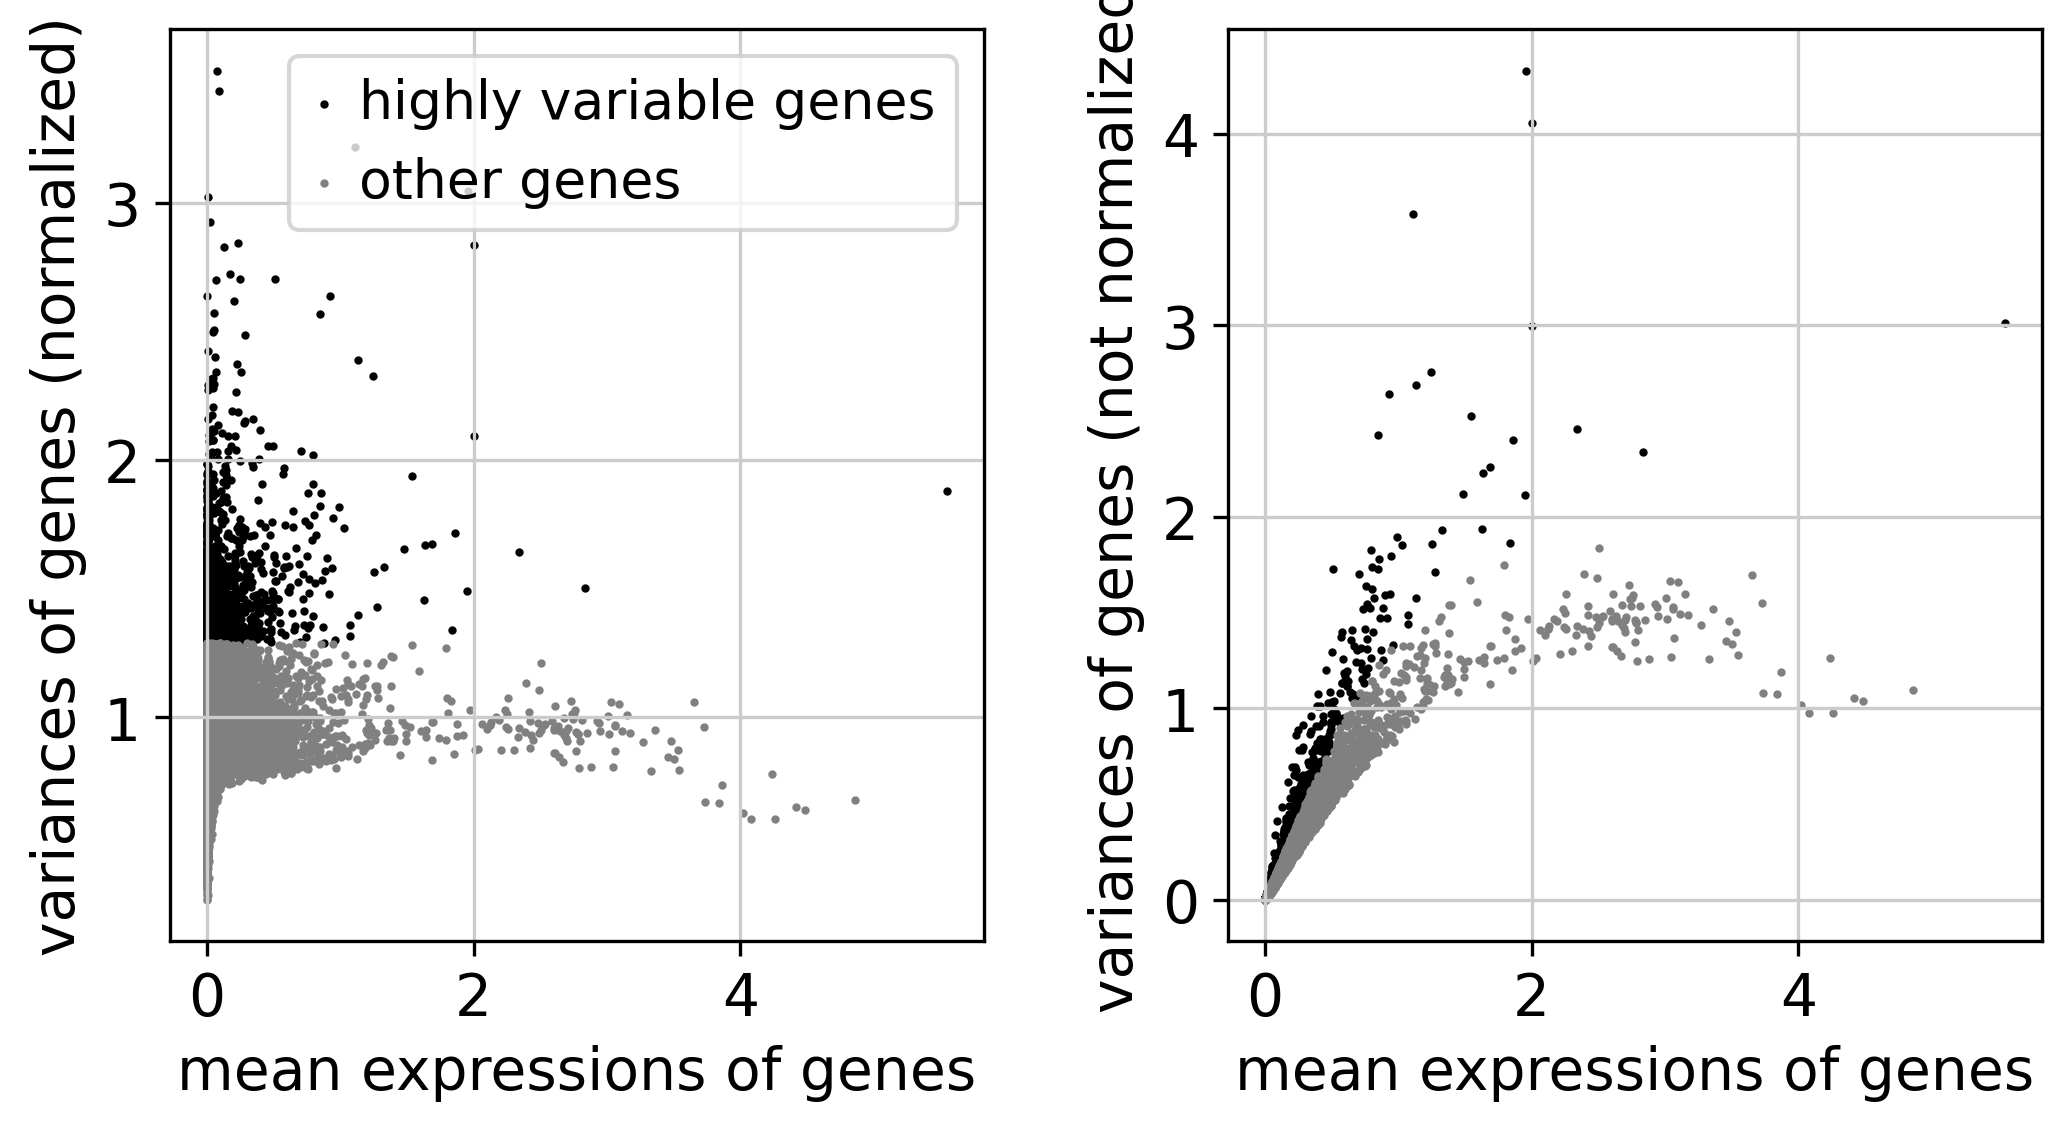 variances of genes (normalized)
3
2
1
highly variable genes
other genes
0 2 4
mean expressions of genes
variances of genes (not normalized
4
3
2
1
0
0 2 4
mean expressions of genes